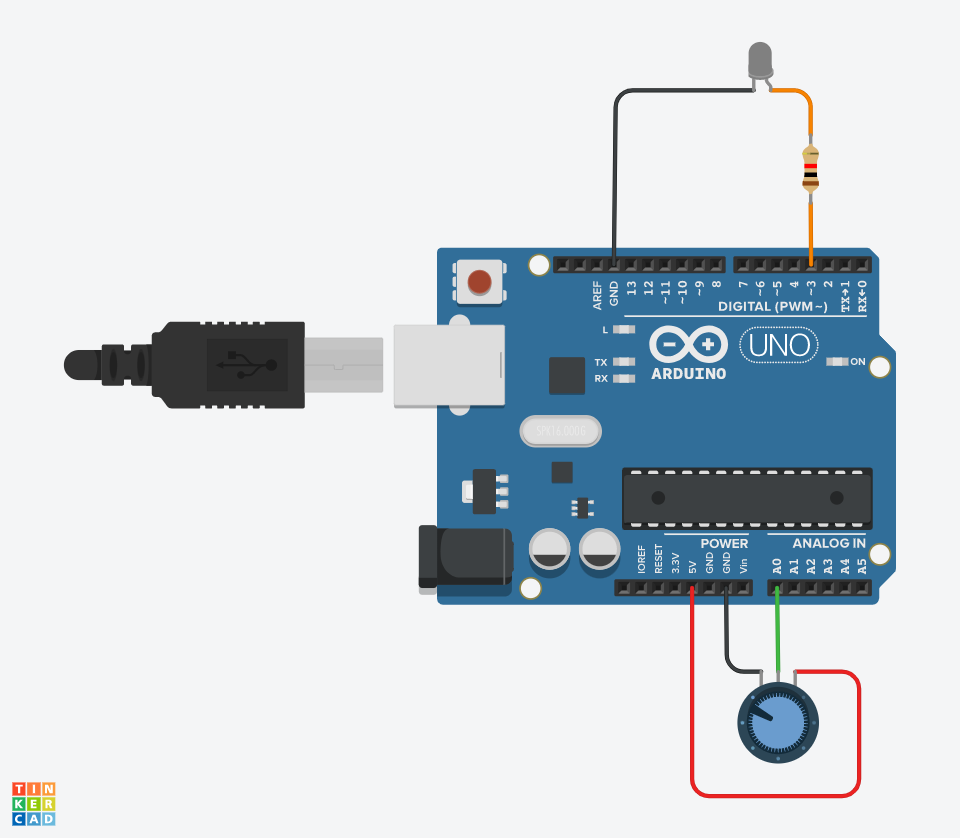 AREF
GND
13
12
~11
~10
~9
8
7
~6
~5
4
~3
2
TX→1
RX←0
DIGITAL (PWM~)
L
TX
RX
ARDUINO
UNO
ON
POWER
ANALOG IN
IOREF
RESET
3.3V
5V
GND
GND
Vin
A0
A1
A2
A3
A4
A5
TIN
KER
CAD